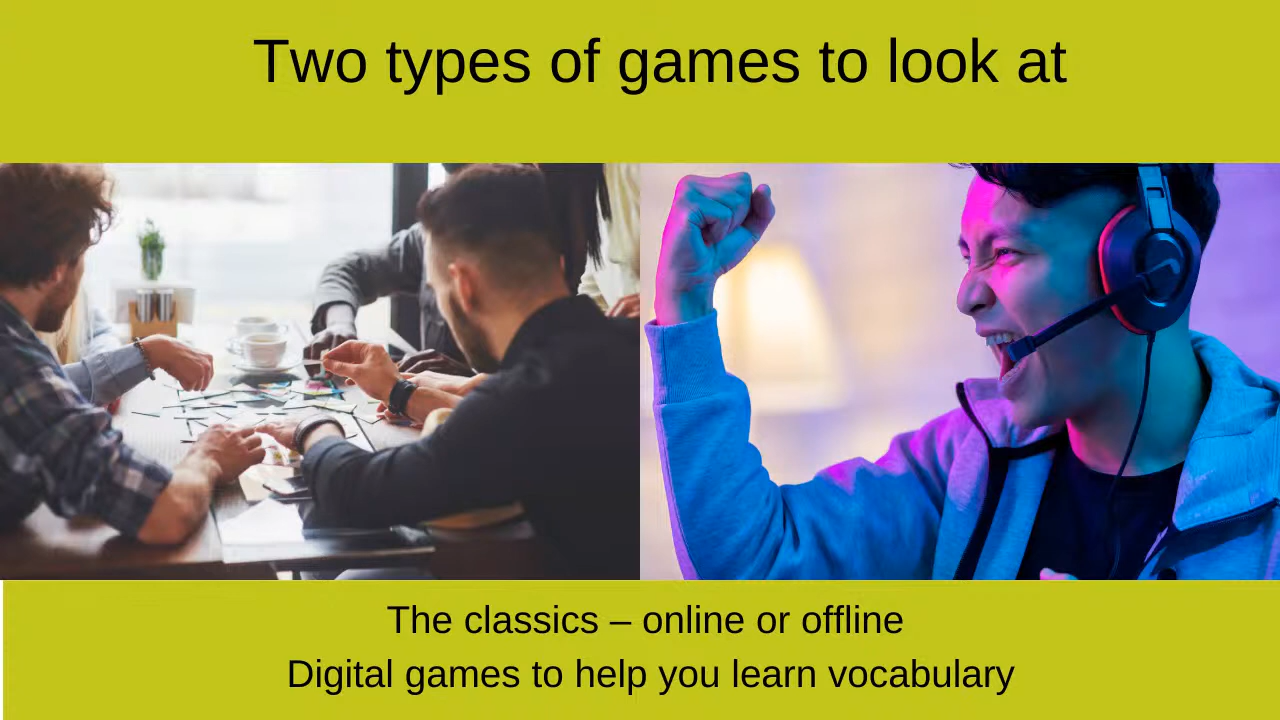 Two types of games to look at
The classics – online or offline
Digital games to help you learn vocabulary